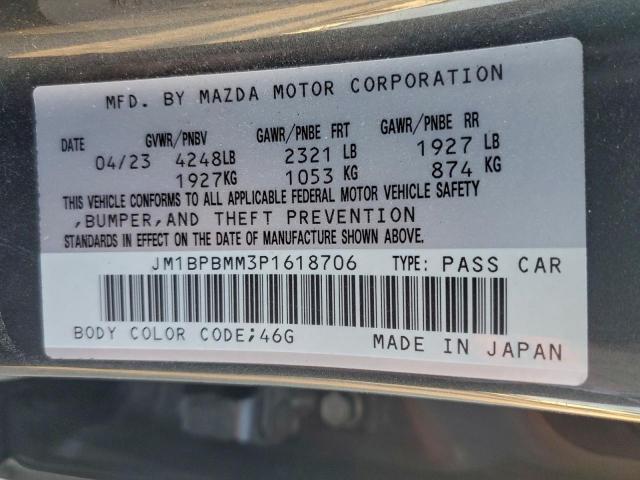 MFD. BY MAZDA MOTOR CORPORATION
DATE GVWR/PNBV GAWR/PNBE FRT GAWR/PNBE RR
04/23 4248LB 2321 LB 1927 LB
1927KG 1053 KG 874 KG
THIS VEHICLE CONFORMS TO ALL APPLICABLE FEDERAL MOTOR VEHICLE SAFETY
,BUMPER,AND THEFT PREVENTION
STANDARDS IN EFFECT ON THE DATE OF MANUFACTURE SHOWN ABOVE.
JM1BPBMM3P1618706 TYPE: PASS CAR
BODY COLOR CODE;46G MADE IN JAPAN